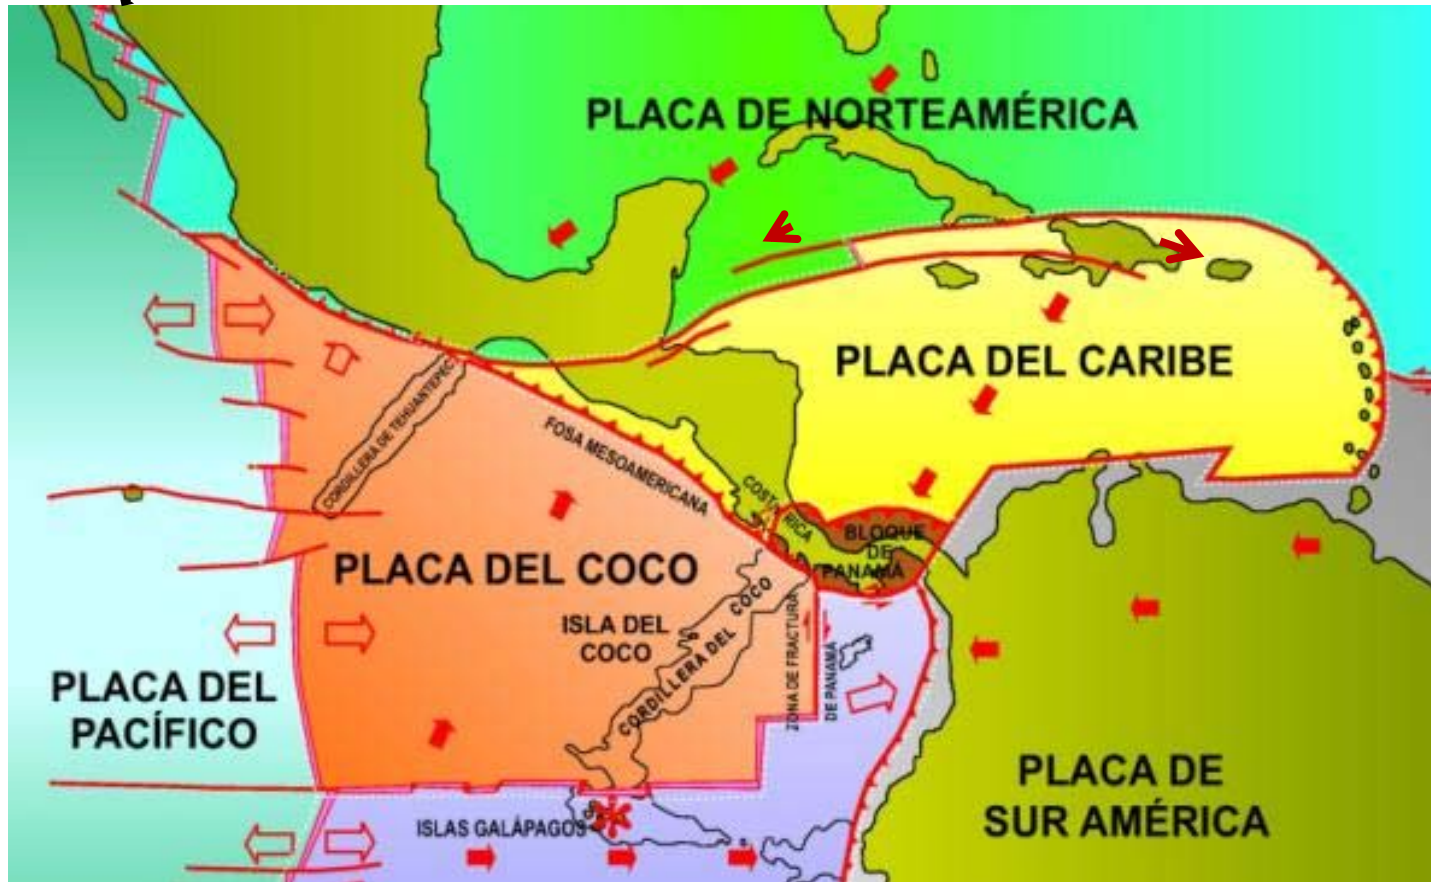 PLACA DE NORTEAMÉRICA
PLACA DEL CARIBE
CORDILLERA DE TEHUANTEPEC
FOSA MESOAMERICANA
COSTA RICA
BLOQUE
DE
PANAMÁ
PLACA DEL COCO
ISLA DEL
COCO
CORDILLERA DEL COCO
ZONA DE FRACTURA
DE PANAMÁ
PLACA DEL
PACÍFICO
PLACA DE
SUR AMÉRICA
ISLAS GALÁPAGOS